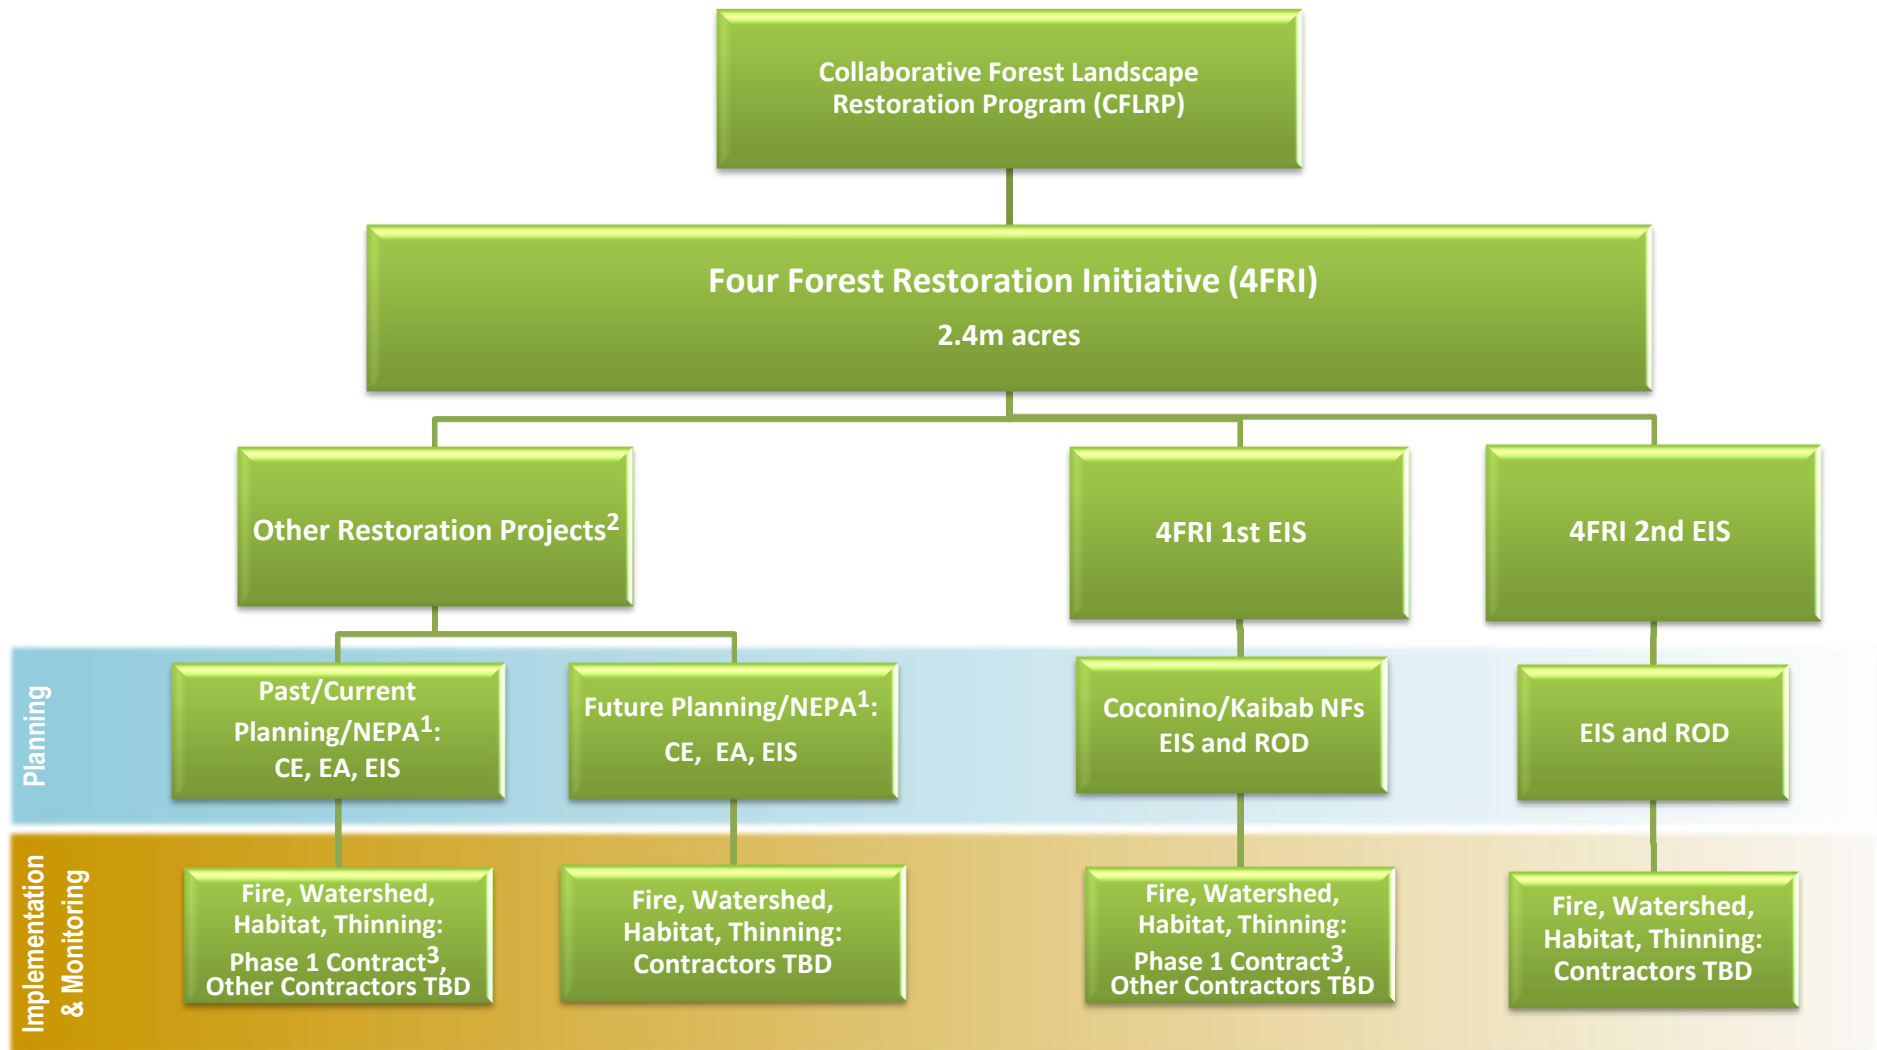 Collaborative Forest Landscape
Restoration Program (CFLRP)
Four Forest Restoration Initiative (4FRI)
2.4m acres
Other Restoration Projects2
4FRI 1st EIS
4FRI 2nd EIS
Planning
Past/Current
Planning/NEPA1:
CE, EA, EIS
Future Planning/NEPA1:
CE, EA, EIS
Coconino/Kaibab NFs
EIS and ROD
EIS and ROD
Implementation
& Monitoring
Fire, Watershed,
Habitat, Thinning:
Phase 1 Contract3,
Other Contractors TBD
Fire, Watershed,
Habitat, Thinning:
Contractors TBD
Fire, Watershed,
Habitat, Thinning:
Phase 1 Contract3,
Other Contractors TBD
Fire, Watershed,
Habitat, Thinning:
Contractors TBD